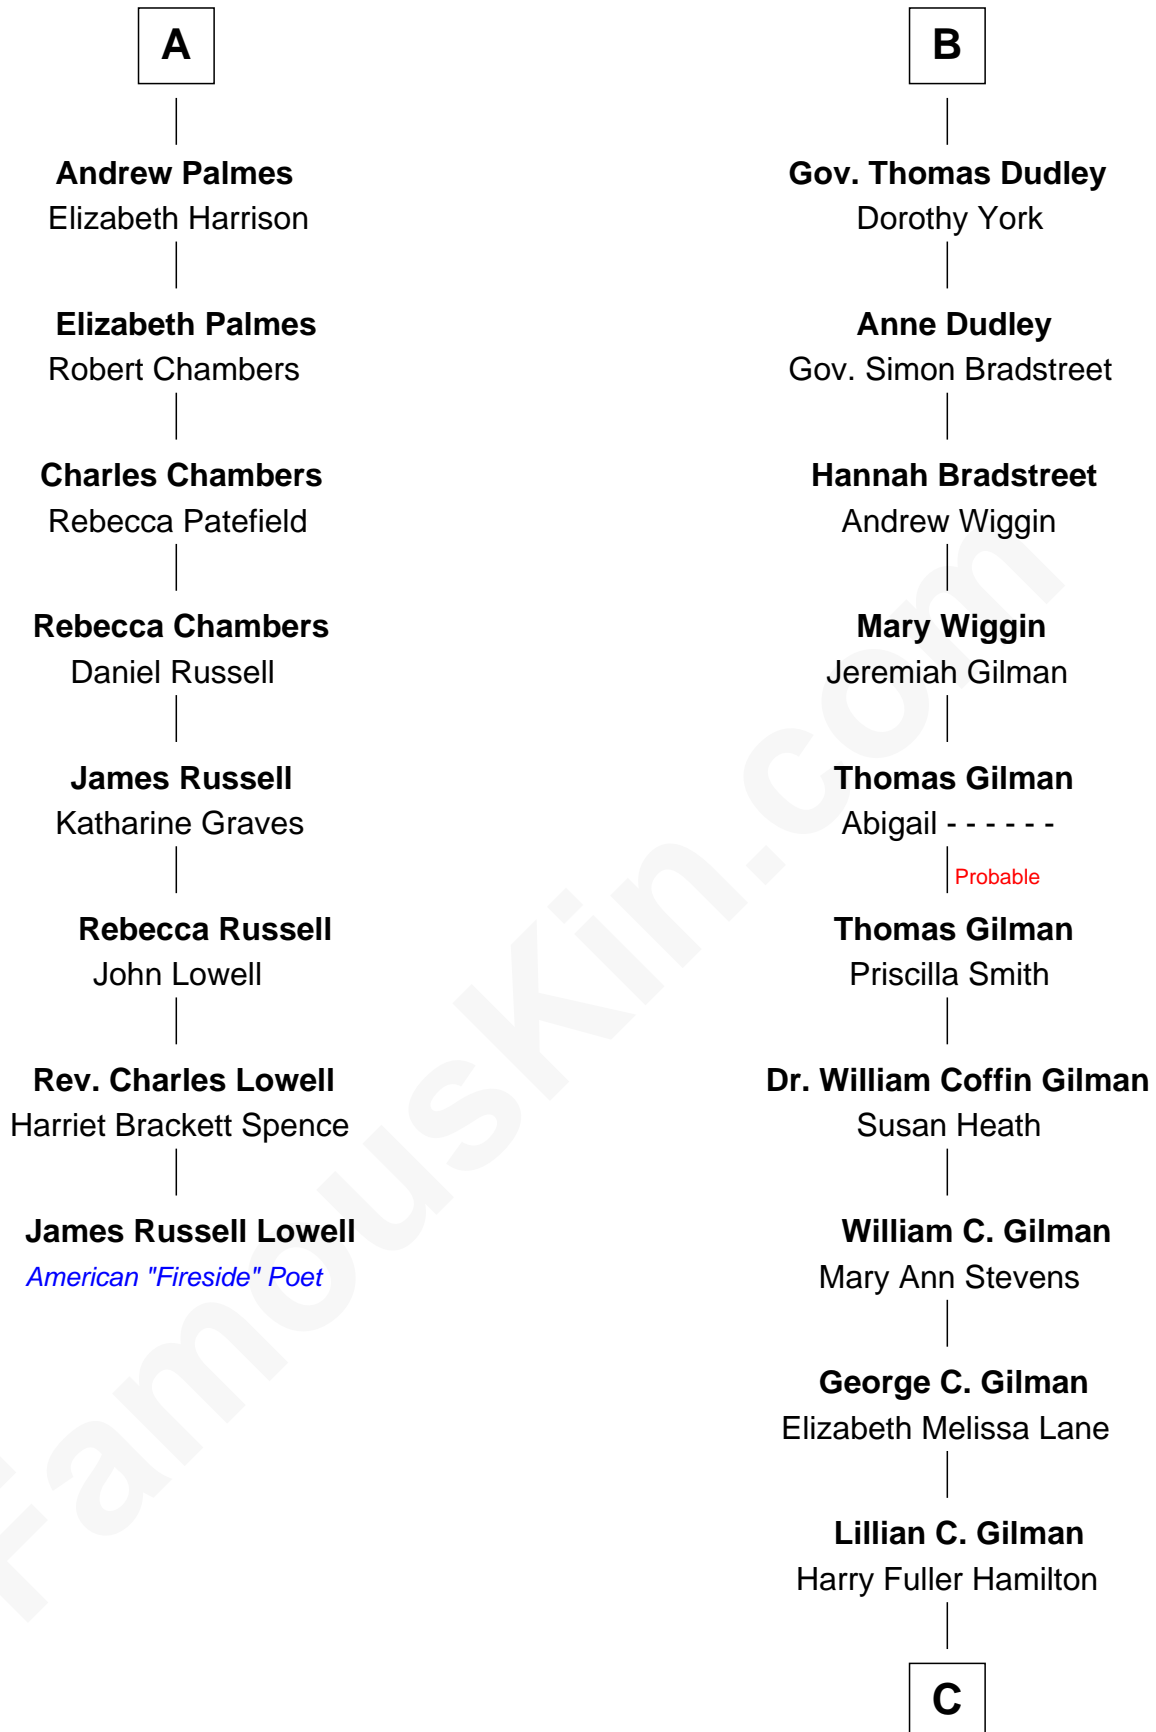 A
Andrew Palmes
Elizabeth Harrison
Elizabeth Palmes
Robert Chambers
Charles Chambers
Rebecca Patefield
Rebecca Chambers
Daniel Russell
James Russell
Katharine Graves
Rebecca Russell
John Lowell
Rev. Charles Lowell
Harriet Brackett Spence
James Russell Lowell
American "Fireside" Poet
B
Gov. Thomas Dudley
Dorothy York
Anne Dudley
Gov. Simon Bradstreet
Hannah Bradstreet
Andrew Wiggin
Mary Wiggin
Jeremiah Gilman
Thomas Gilman
Abigail - - - - - -
Probable
Thomas Gilman
Priscilla Smith
Dr. William Coffin Gilman
Susan Heath
William C. Gilman
Mary Ann Stevens
George C. Gilman
Elizabeth Melissa Lane
Lillian C. Gilman
Harry Fuller Hamilton
C
FamousKin.com